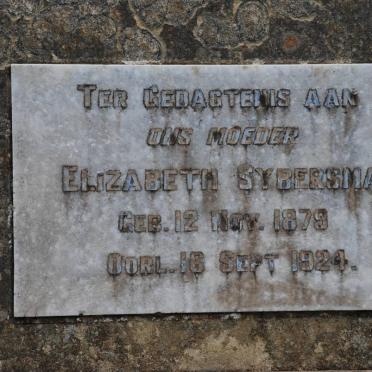 TER GEDAGTENIS AAN
ONS MOEDER
ELIZABETH SYBERSMA
GEB. 12 NOV. 1879
OORL. 16 SEPT 1924.